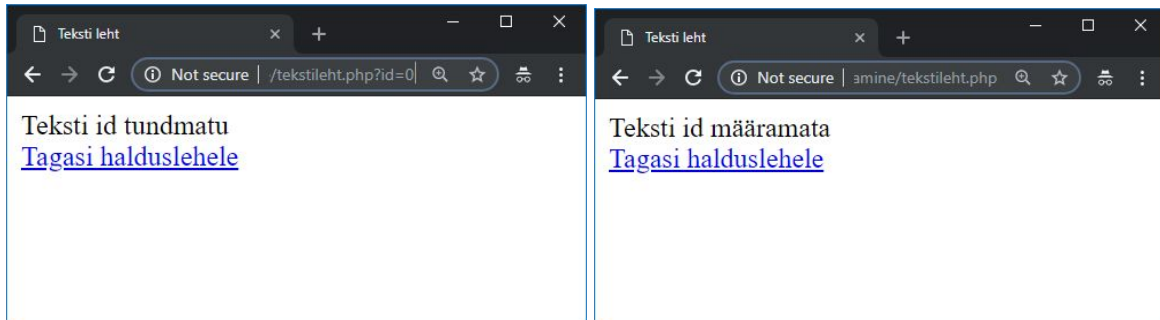 Teksti leht
Not secure | /tekstileht.php?id=0
Teksti id tundmatu
Tagasi halduslehele
Teksti leht
Not secure | amine/tekstileht.php
Teksti id määramata
Tagasi halduslehele